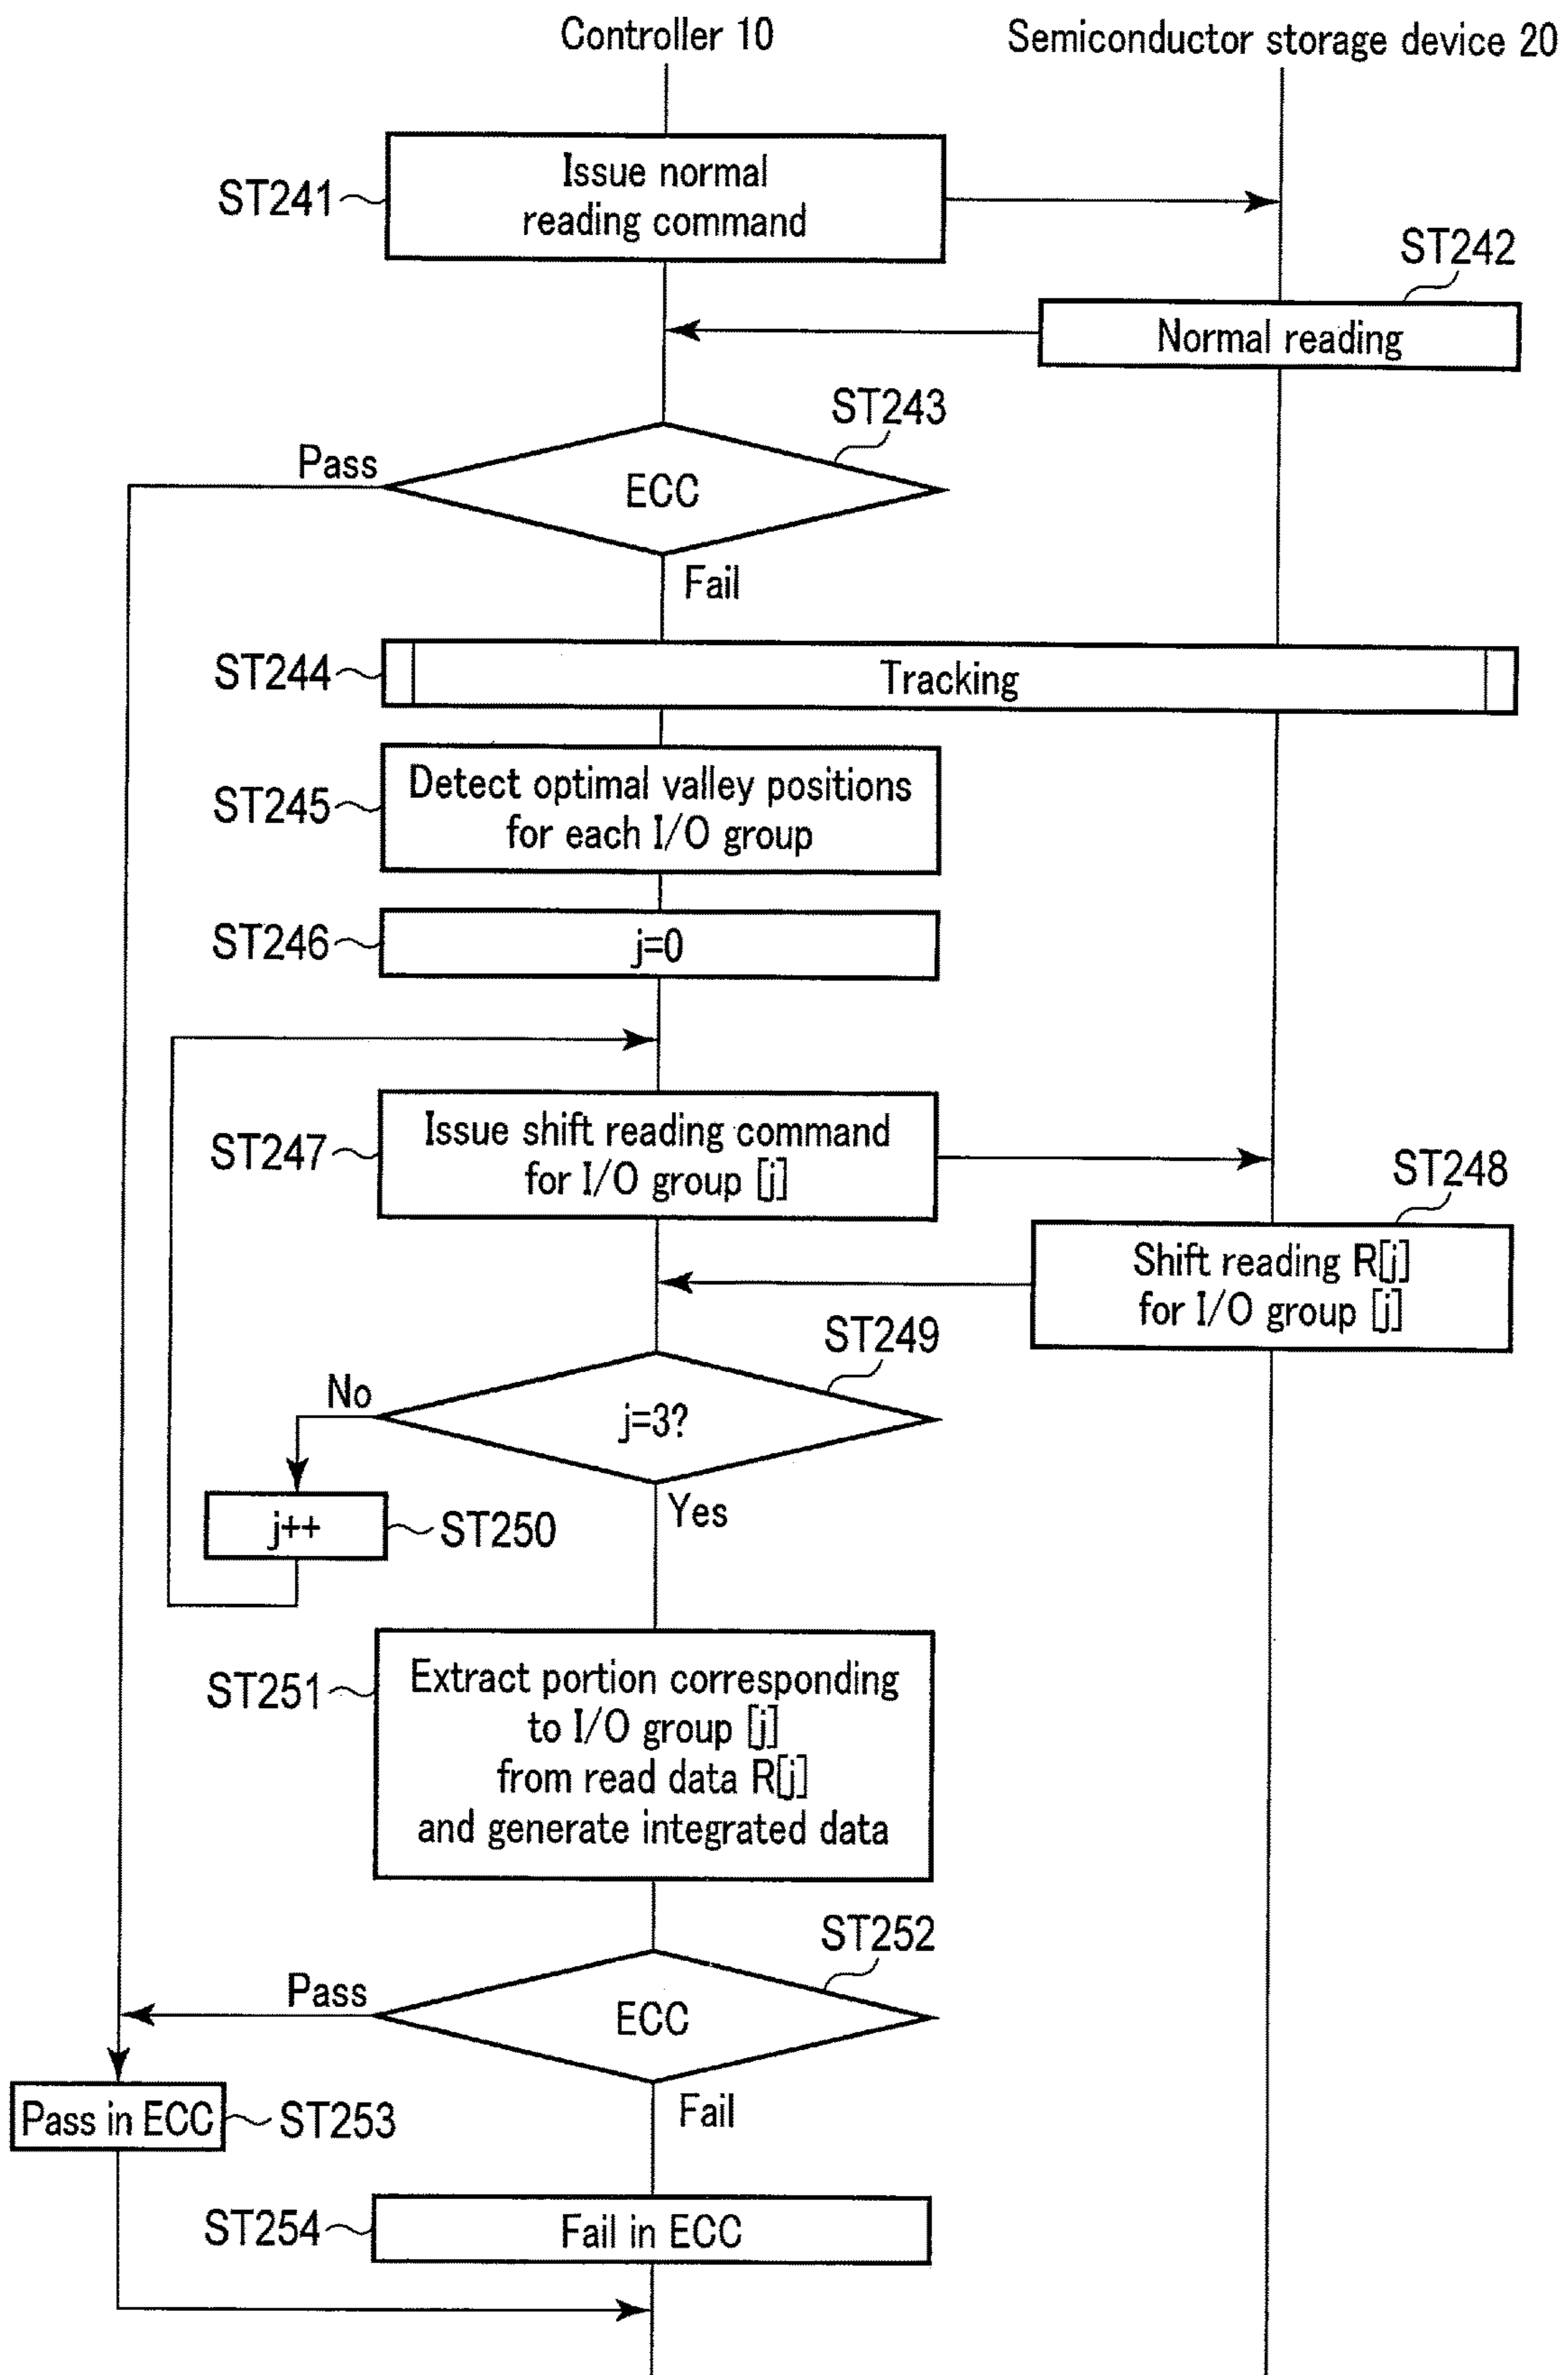 Controller 10
Semiconductor storage device 20
ST241
Issue normal
reading command
ST242
Normal reading
ST243
Pass
ECC
Fail
ST244
Tracking
ST245
Detect optimal valley positions
for each I/O group
ST246
j=0
ST247
Issue shift reading command
for I/O group [j]
ST248
Shift reading R[j]
for I/O group [j]
ST249
No
j=3?
Yes
j++
ST250
ST251
Extract portion corresponding
to I/O group [j]
from read data R[j]
and generate integrated data
ST252
Pass
ECC
Fail
Pass in ECC
ST253
ST254
Fail in ECC